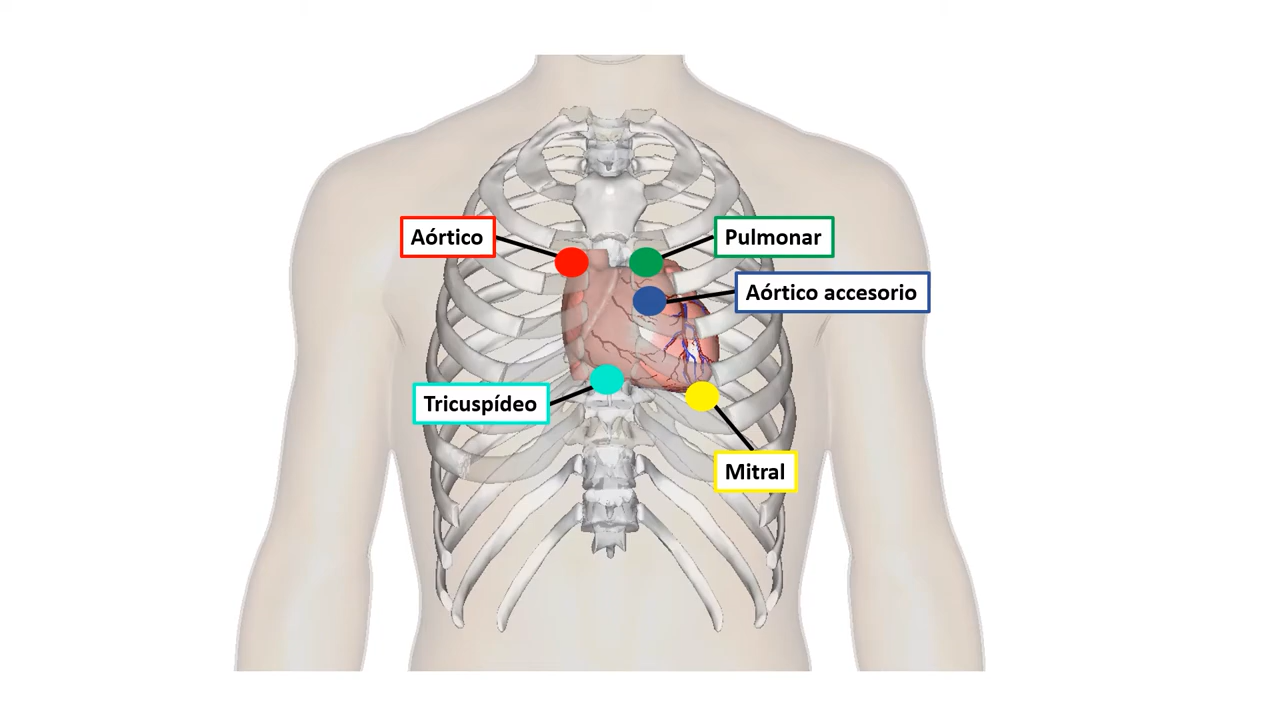 Aórtico
Pulmonar
Aórtico accesorio
Tricuspídeo
Mitral